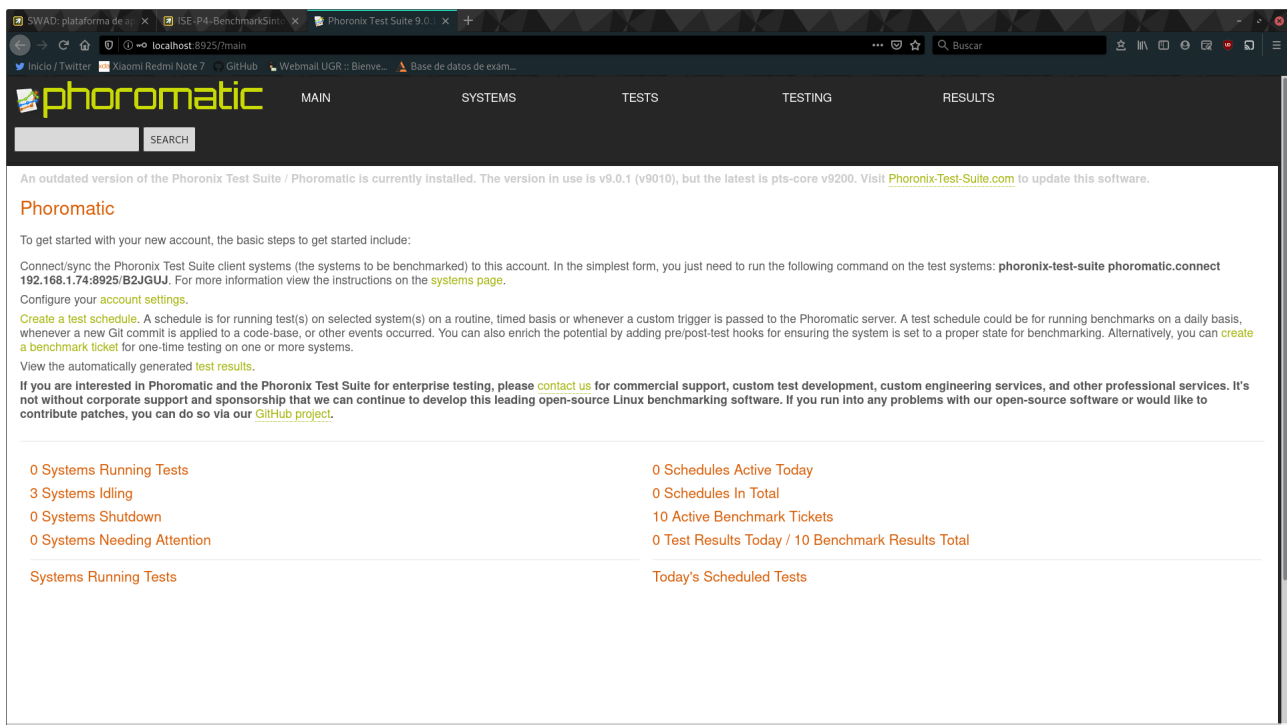 SWAD: plataforma de ap
ISE-P4-BenchmarkSinto
Phoronix Test Suite 9.0.
localhost:8925/?main
Buscar
Inicio / Twitter
Xiaomi Redmi Note 7
GitHub
Webmail UGR :: Bienve...
Base de datos de exám...
phoromatic
MAIN
SYSTEMS
TESTS
TESTING
RESULTS
SEARCH
An outdated version of the Phoronix Test Suite / Phoromatic is currently installed. The version in use is v9.0.1 (v9010), but the latest is pts-core v9200. Visit Phoronix-Test-Suite.com to update this software.
Phoromatic
To get started with your new account, the basic steps to get started include:
Connect/sync the Phoronix Test Suite client systems (the systems to be benchmarked) to this account. In the simplest form, you just need to run the following command on the test systems: phoronix-test-suite phoromatic.connect
192.168.1.74:8925/B2JGUJ. For more information view the instructions on the systems page.
Configure your account settings.
Create a test schedule. A schedule is for running test(s) on selected system(s) on a routine, timed basis or whenever a custom trigger is passed to the Phoromatic server. A test schedule could be for running benchmarks on a daily basis,
whenever a new Git commit is applied to a code-base, or other events occurred. You can also enrich the potential by adding pre/post-test hooks for ensuring the system is set to a proper state for benchmarking. Alternatively, you can create
a benchmark ticket for one-time testing on one or more systems.
View the automatically generated test results.
If you are interested in Phoromatic and the Phoronix Test Suite for enterprise testing, please contact us for commercial support, custom test development, custom engineering services, and other professional services. It's
not without corporate support and sponsorship that we can continue to develop this leading open-source Linux benchmarking software. If you run into any problems with our open-source software or would like to
contribute patches, you can do so via our GitHub project.
0 Systems Running Tests
3 Systems Idling
0 Systems Shutdown
0 Systems Needing Attention
Systems Running Tests
0 Schedules Active Today
0 Schedules In Total
10 Active Benchmark Tickets
0 Test Results Today / 10 Benchmark Results Total
Today's Scheduled Tests